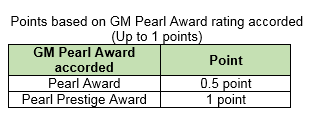 Points based on GM Pearl Award rating accorded
(Up to 1 points)
GM Pearl Award
accorded
Point
Pearl Award
0.5 point
Pearl Prestige Award
1 point